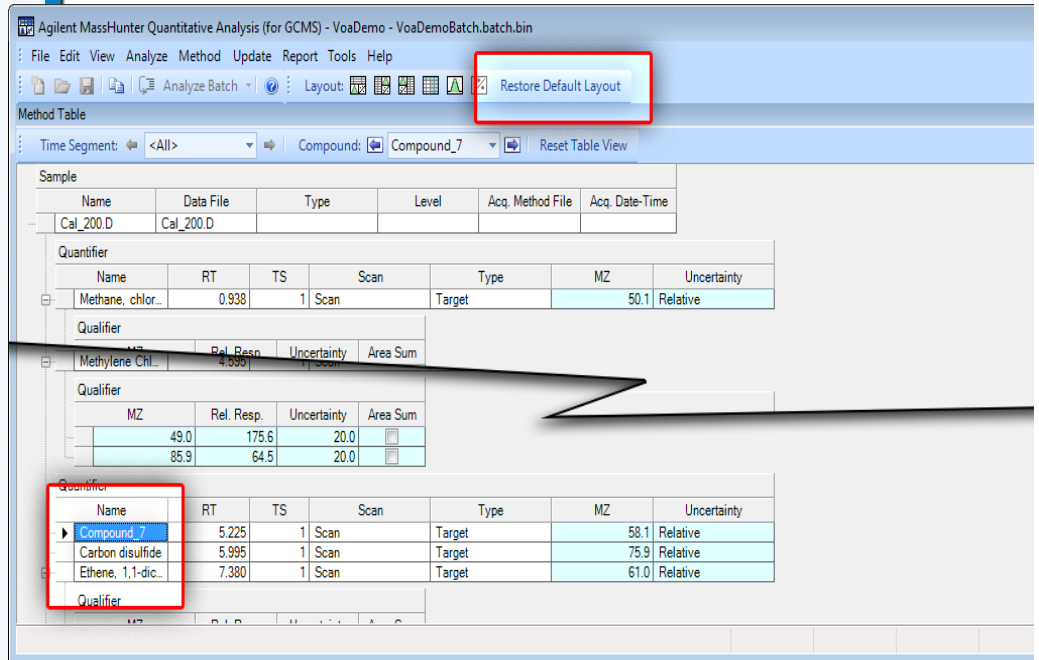 Agilent MassHunter Quantitative Analysis (for GCMS) - VoaDemo - VoaDemoBatch.batch.bin
File Edit View Analyze Method Update Report Tools Help
Analyze Batch Layout: Restore Default Layout
Method Table
Time Segment: <All> Compound: Compound_7 Reset Table View
Sample
Name Data File Type Level Acq. Method File Acq. Date-Time
Cal_200.D Cal_200.D
Quantifier
Name RT TS Scan Type MZ Uncertainty
Methane, chlor... 0.938 1 Scan Target 50.1 Relative
Qualifier
Rel. Resp. Uncertainty Area Sum
Methylene Chl... 4.595 1 Scan
Qualifier
MZ Rel. Resp. Uncertainty Area Sum
49.0 175.6 20.0
85.9 64.5 20.0
Quantifier
Name RT TS Scan Type MZ Uncertainty
Compound_7 5.225 1 Scan Target 58.1 Relative
Carbon disulfide 5.995 1 Scan Target 75.9 Relative
Ethene, 1,1-dic... 7.380 1 Scan Target 61.0 Relative
Qualifier